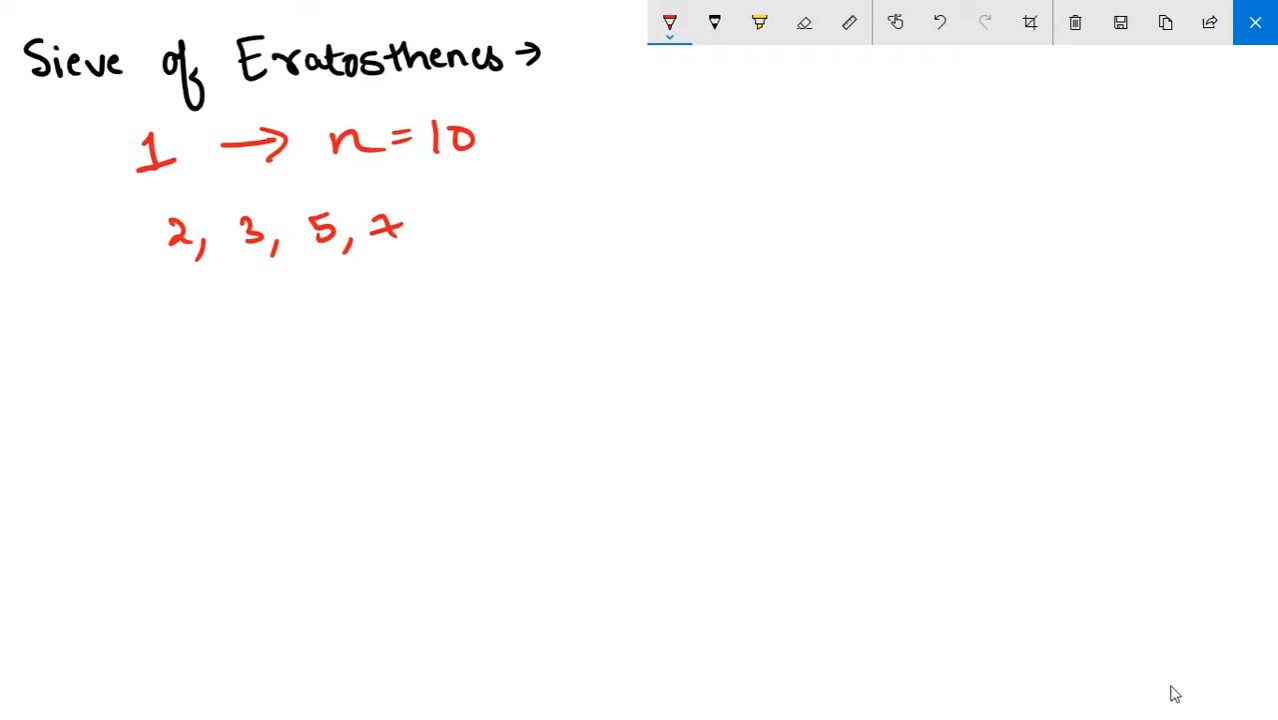 Sieve of Eratosthenes →
1 → n = 10
2, 3, 5, 7